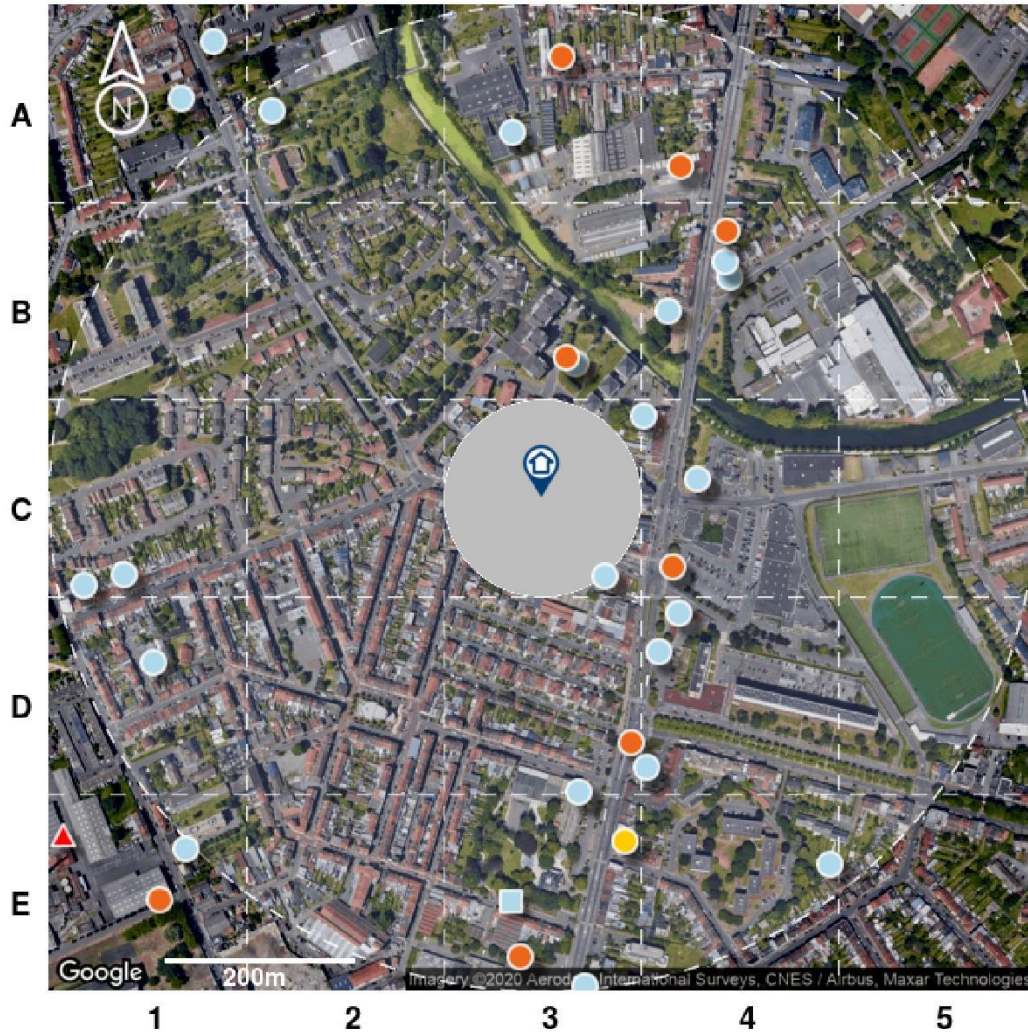 N
A
B
C
D
E
Google
200m
Imagery ©2020 Aerodata International Surveys, CNES / Airbus, Maxar Technologies
1 2 3 4 5